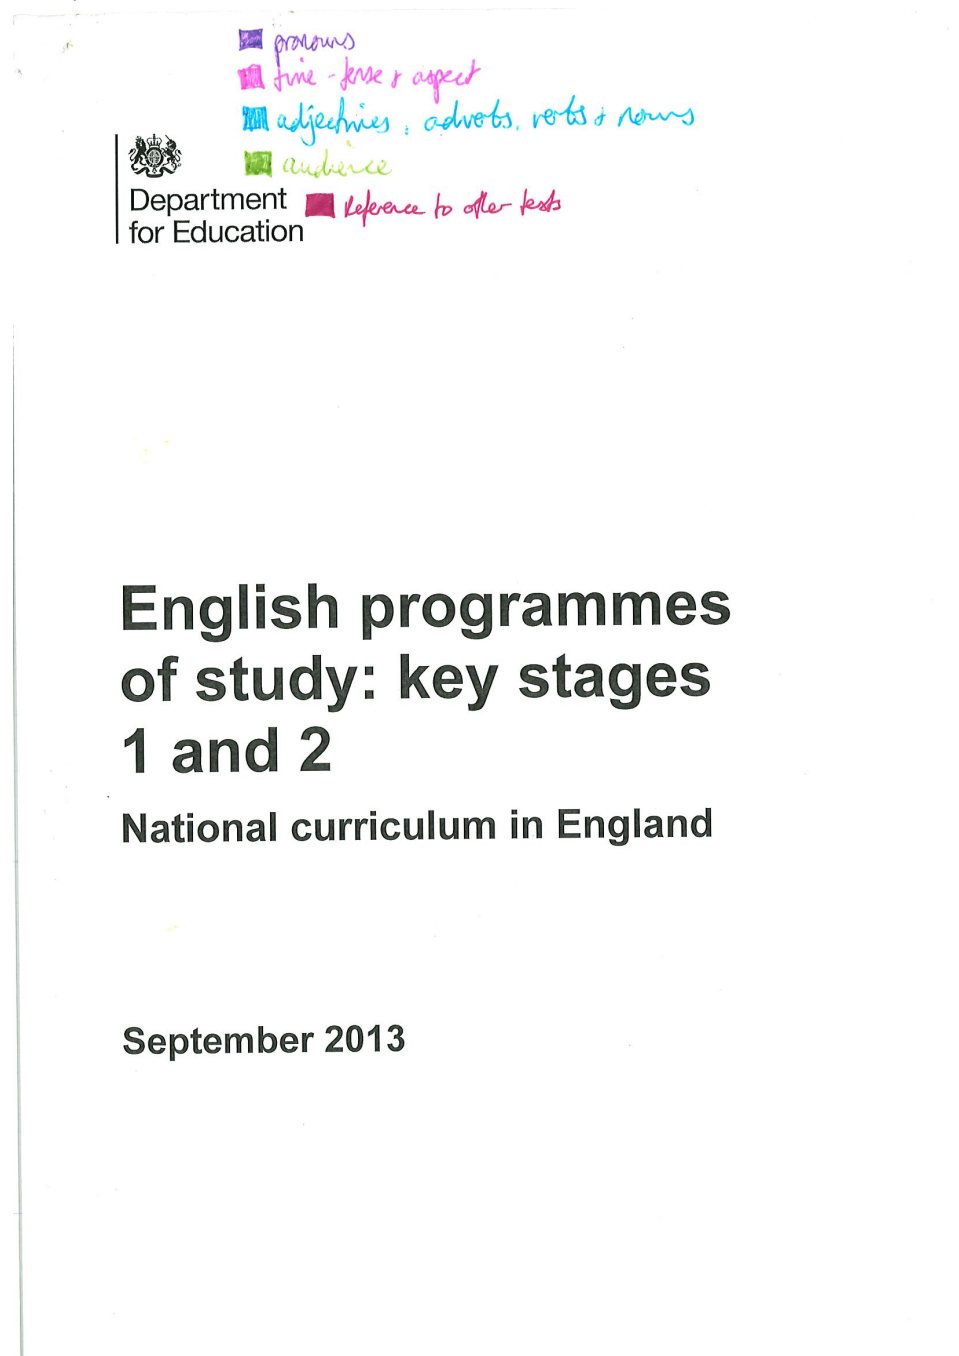 pronouns
time - tense & aspect
adjectives, adverbs, verbs & nouns
audience
Department
for Education
Reference to other texts
English programmes
of study: key stages
1 and 2
National curriculum in England
September 2013